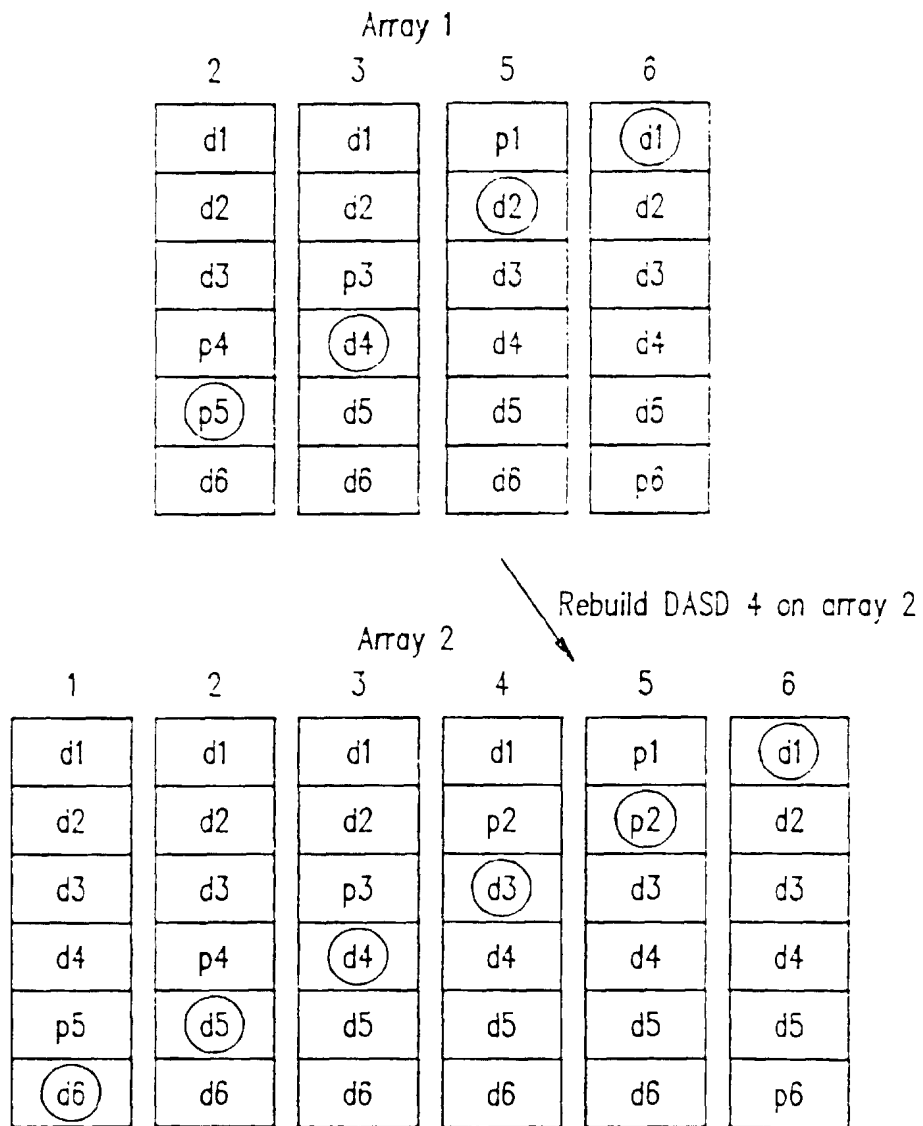 Array 1
2 3 5 6
d1 d1 p1 d1
d2 d2 d2 d2
d3 p3 d3 d3
p4 d4 d4 d4
p5 d5 d5 d5
d6 d6 d6 p6
Rebuild DASD 4 on array 2
Array 2
1 2 3 4 5 6
d1 d1 d1 d1 p1 d1
d2 d2 d2 p2 p2 d2
d3 d3 p3 d3 d3 d3
d4 p4 d4 d4 d4 d4
p5 d5 d5 d5 d5 d5
d6 d6 d6 d6 d6 p6